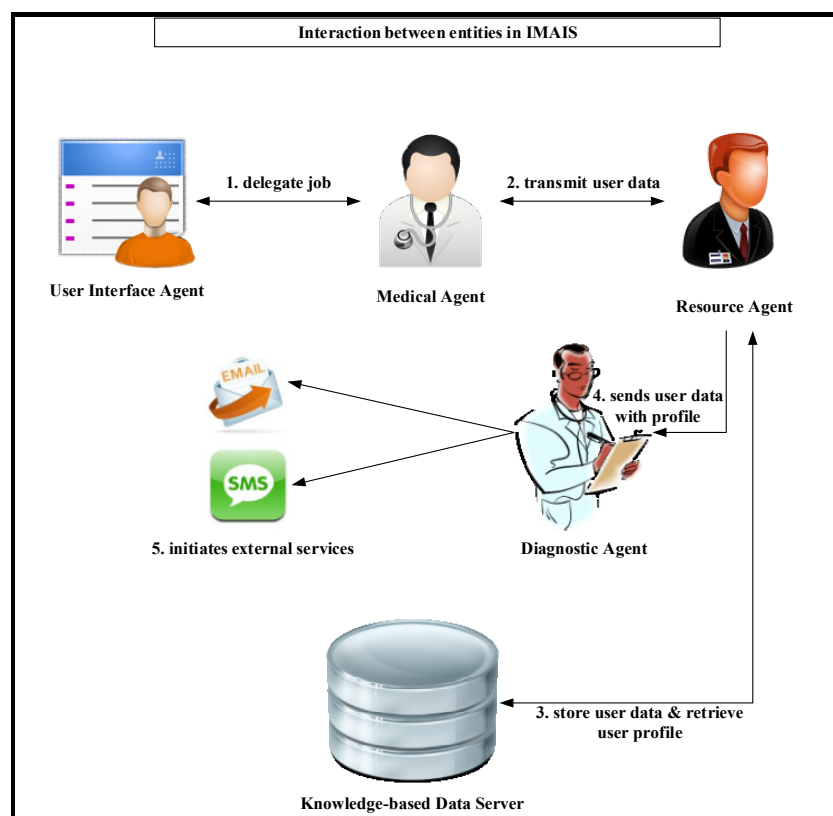 Interaction between entities in IMAIS
1. delegate job
2. transmit user data
User Interface Agent
Medical Agent
Resource Agent
EMAIL
4. sends user data
with profile
SMS
5. initiates external services
Diagnostic Agent
3. store user data & retrieve
user profile
Knowledge-based Data Server